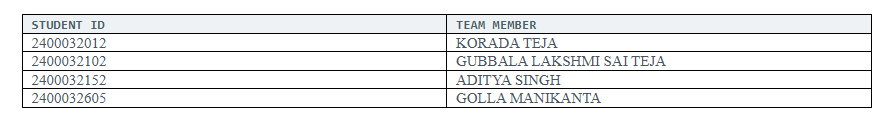 STUDENT ID TEAM MEMBER
2400032012 KORADA TEJA
2400032102 GUBBALA LAKSHMI SAI TEJA
2400032152 ADITYA SINGH
2400032605 GOLLA MANIKANTA